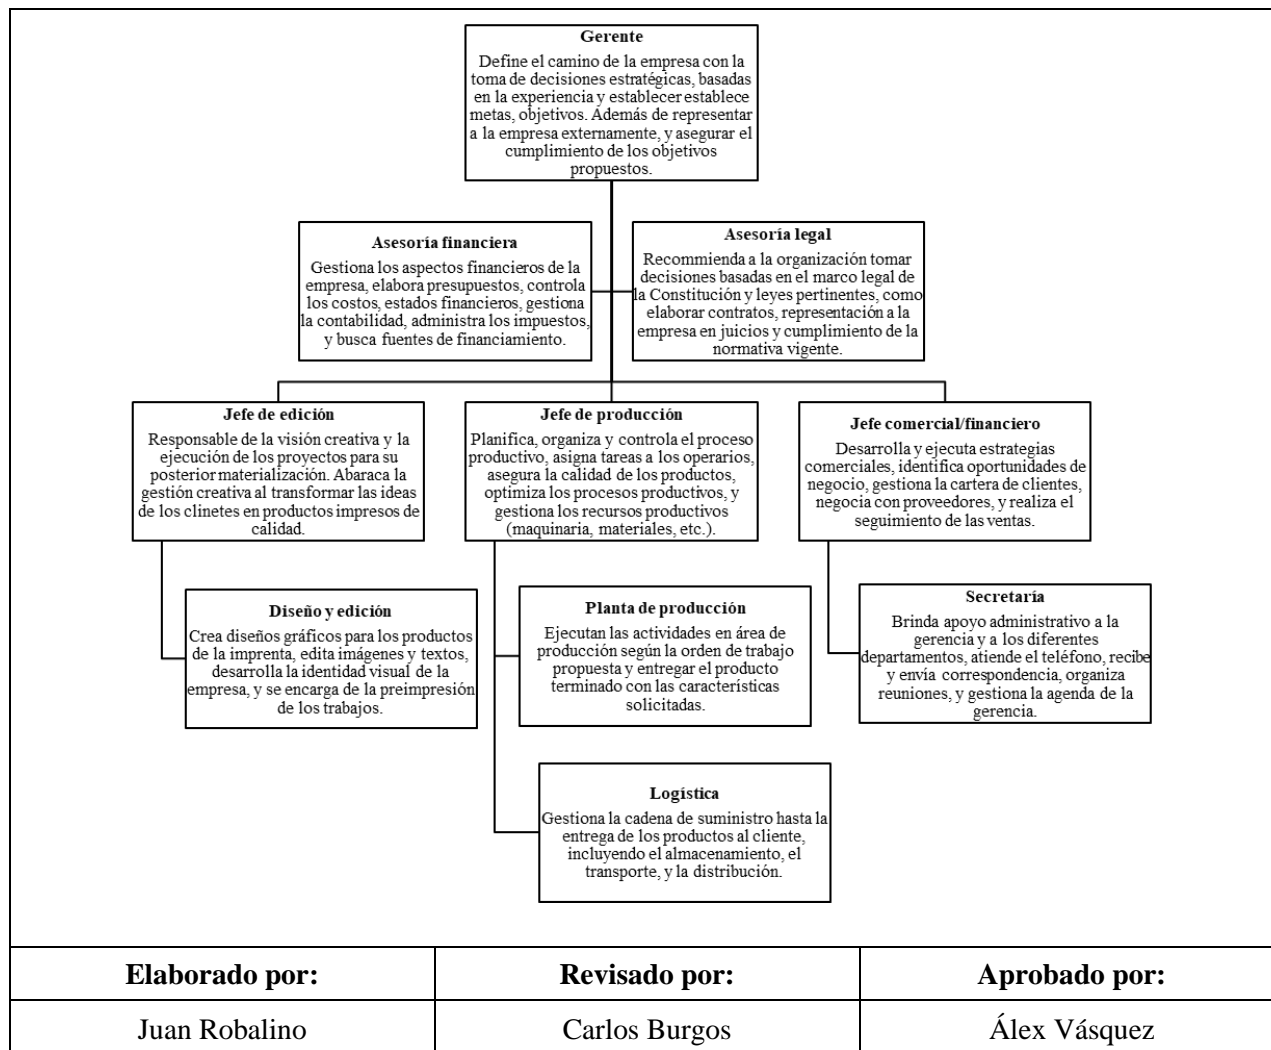 Gerente
Define el camino de la empresa con la
toma de decisiones estratégicas, basadas
en la experiencia y establecer establece
metas, objetivos. Además de representar
a la empresa externamente, y asegurar el
cumplimiento de los objetivos
propuestos.
Asesoría financiera
Gestiona los aspectos financieros de la
empresa, elabora presupuestos, controla
los costos, estados financieros, gestiona
la contabilidad, administra los impuestos,
y busca fuentes de financiamiento.
Asesoría legal
Recommienda a la organización tomar
decisiones basadas en el marco legal de
la Constitución y leyes pertinentes, como
elaborar contratos, representación a la
empresa en juicios y cumplimiento de la
normativa vigente.
Jefe de edición
Responsable de la visión creativa y la
ejecución de los proyectos para su
posterior materialización. Abaraca la
gestión creativa al transformar las ideas
de los clinetes en productos impresos de
calidad.
Jefe de producción
Planifica, organiza y controla el proceso
productivo, asigna tareas a los operarios,
asegura la calidad de los productos,
optimiza los procesos productivos, y
gestiona los recursos productivos
(maquinaria, materiales, etc.).
Jefe comercial/financiero
Desarrolla y ejecuta estrategias
comerciales, identifica oportunidades de
negocio, gestiona la cartera de clientes,
negocia con proveedores, y realiza el
seguimiento de las ventas.
Diseño y edición
Crea diseños gráficos para los productos
de la imprenta, edita imágenes y textos,
desarrolla la identidad visual de la
empresa, y se encarga de la preimpresión
de los trabajos.
Planta de producción
Ejecutan las actividades en área de
producción según la orden de trabajo
propuesta y entregar el producto
terminado con las características
solicitadas.
Secretaría
Brinda apoyo administrativo a la
gerencia y a los diferentes
departamentos, atiende el teléfono, recibe
y envía correspondencia, organiza
reuniones, y gestiona la agenda de la
gerencia.
Logística
Gestiona la cadena de suministro hasta la
entrega de los productos al cliente,
incluyendo el almacenamiento, el
transporte, y la distribución.
Elaborado por:
Revisado por:
Aprobado por:
Juan Robalino
Carlos Burgos
Álex Vásquez